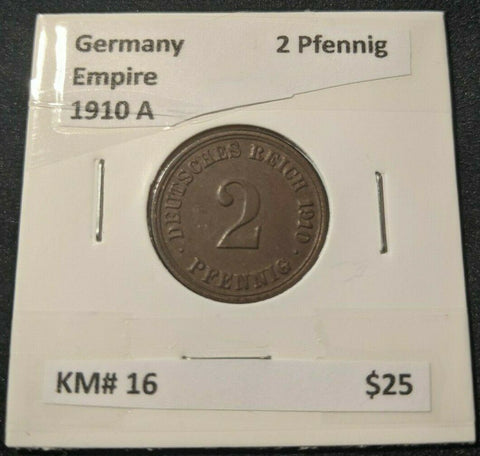 Germany 2 Pfennig
Empire
1910 A
· DEUTSCHES REICH 1910 ·
2
PFENNIG
KM# 16 $25